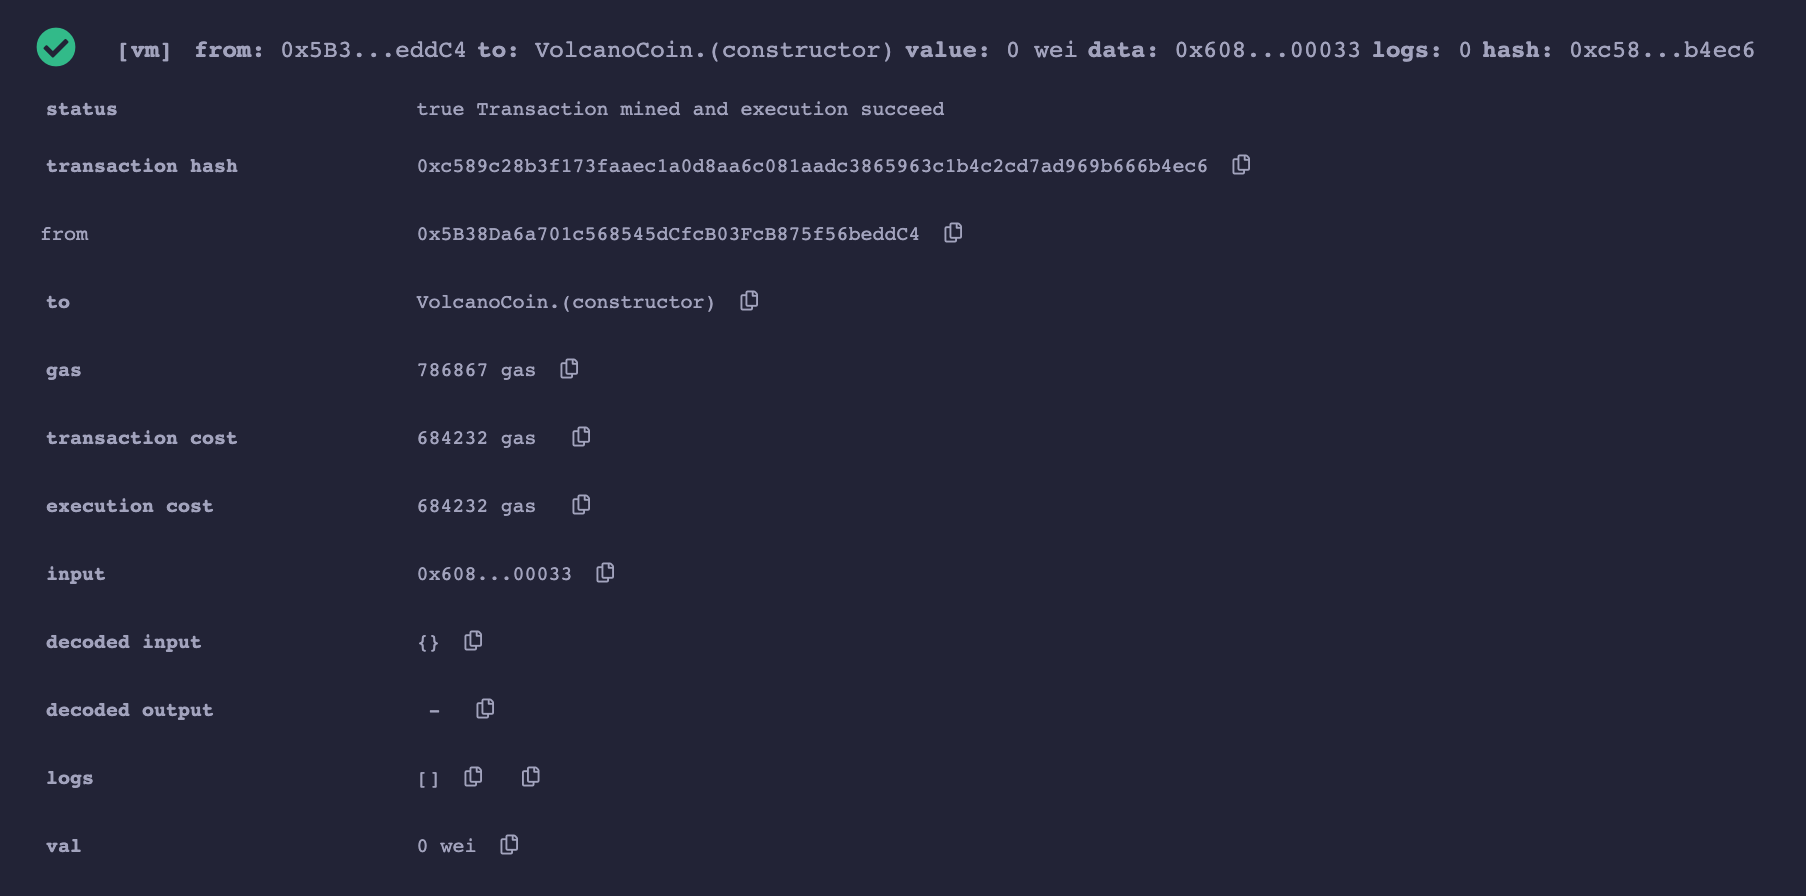 [vm] from: 0x5B3...eddC4 to: VolcanoCoin.(constructor) value: 0 wei data: 0x608...00033 logs: 0 hash: 0xc58...b4ec6
status true Transaction mined and execution succeed
transaction hash 0xc589c28b3f173faaec1a0d8aa6c081aadc3865963c1b4c2cd7ad969b666b4ec6
from 0x5B38Da6a701c568545dCfcB03FcB875f56beddC4
to VolcanoCoin.(constructor)
gas 786867 gas
transaction cost 684232 gas
execution cost 684232 gas
input 0x608...00033
decoded input {}
decoded output -
logs []
val 0 wei